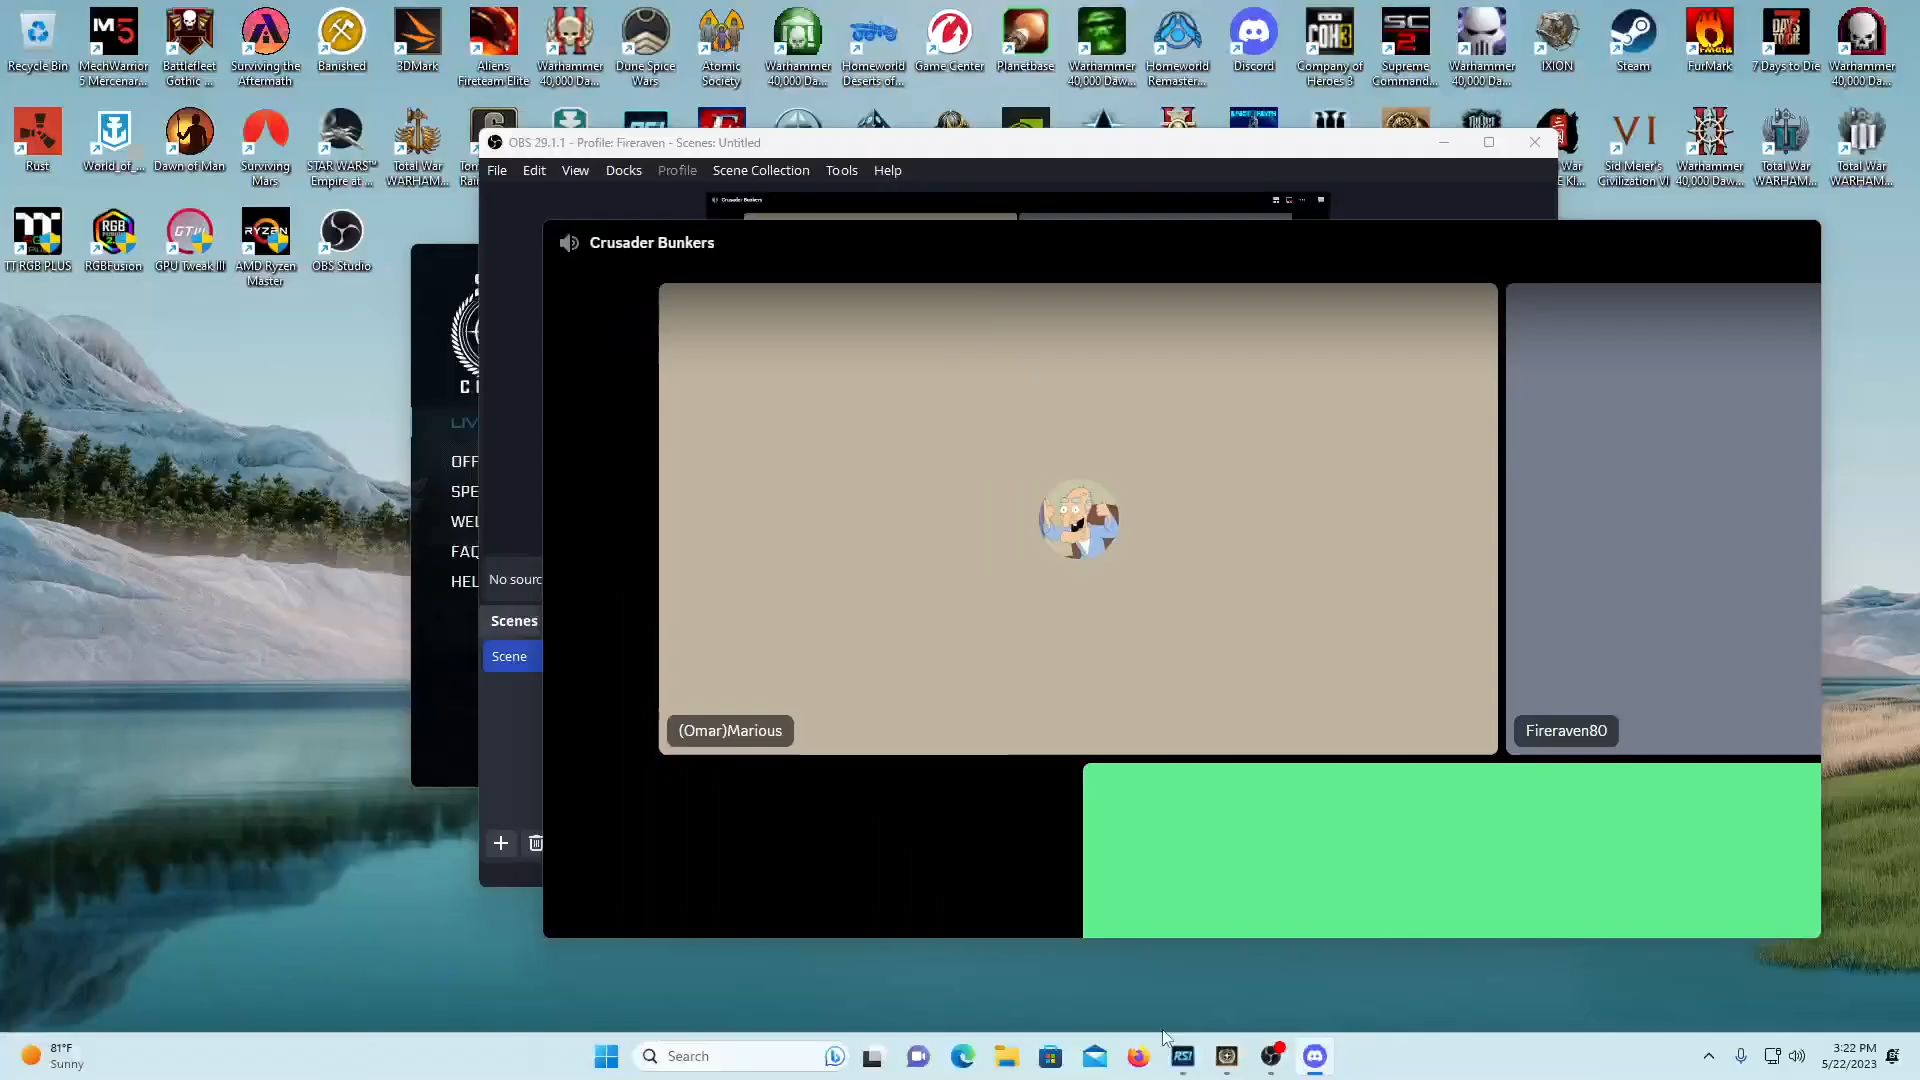 Recycle Bin
MechWarrior 5 Mercenar...
Battlefleet Gothic ...
Surviving the Aftermath
Banished
3DMark
Aliens Fireteam Elite
Warhammer 40,000 Da...
Dune Spice Wars
Atomic Society
Warhammer 40,000 Da...
Homeworld Deserts of...
Game Center
Planetbase
Warhammer 40,000 Daw...
Homeworld Remaster...
Discord
Company of Heroes 3
Supreme Command...
Warhammer 40,000 Da...
IXION
Steam
FurMark
7 Days to Die
Warhammer 40,000 Da...
Rust
World_of_...
Dawn of Man
Surviving Mars
STAR WARS™ Empire at ...
Total War WARHAM...
Sid Meier's Civilization VI
Warhammer 40,000 Daw...
Total War WARHAM...
Total War WARHAM...
TT RGB PLUS
RGBFusion
GPU Tweak III
AMD Ryzen Master
OBS Studio
OBS 29.1.1 - Profile: Fireraven - Scenes: Untitled
File Edit View Docks Profile Scene Collection Tools Help
Crusader Bunkers
Crusader Bunkers
(Omar)Marious
Fireraven80
No sourc
Scenes
Scene
81°F
Sunny
Search
RSI
3:22 PM
5/22/2023